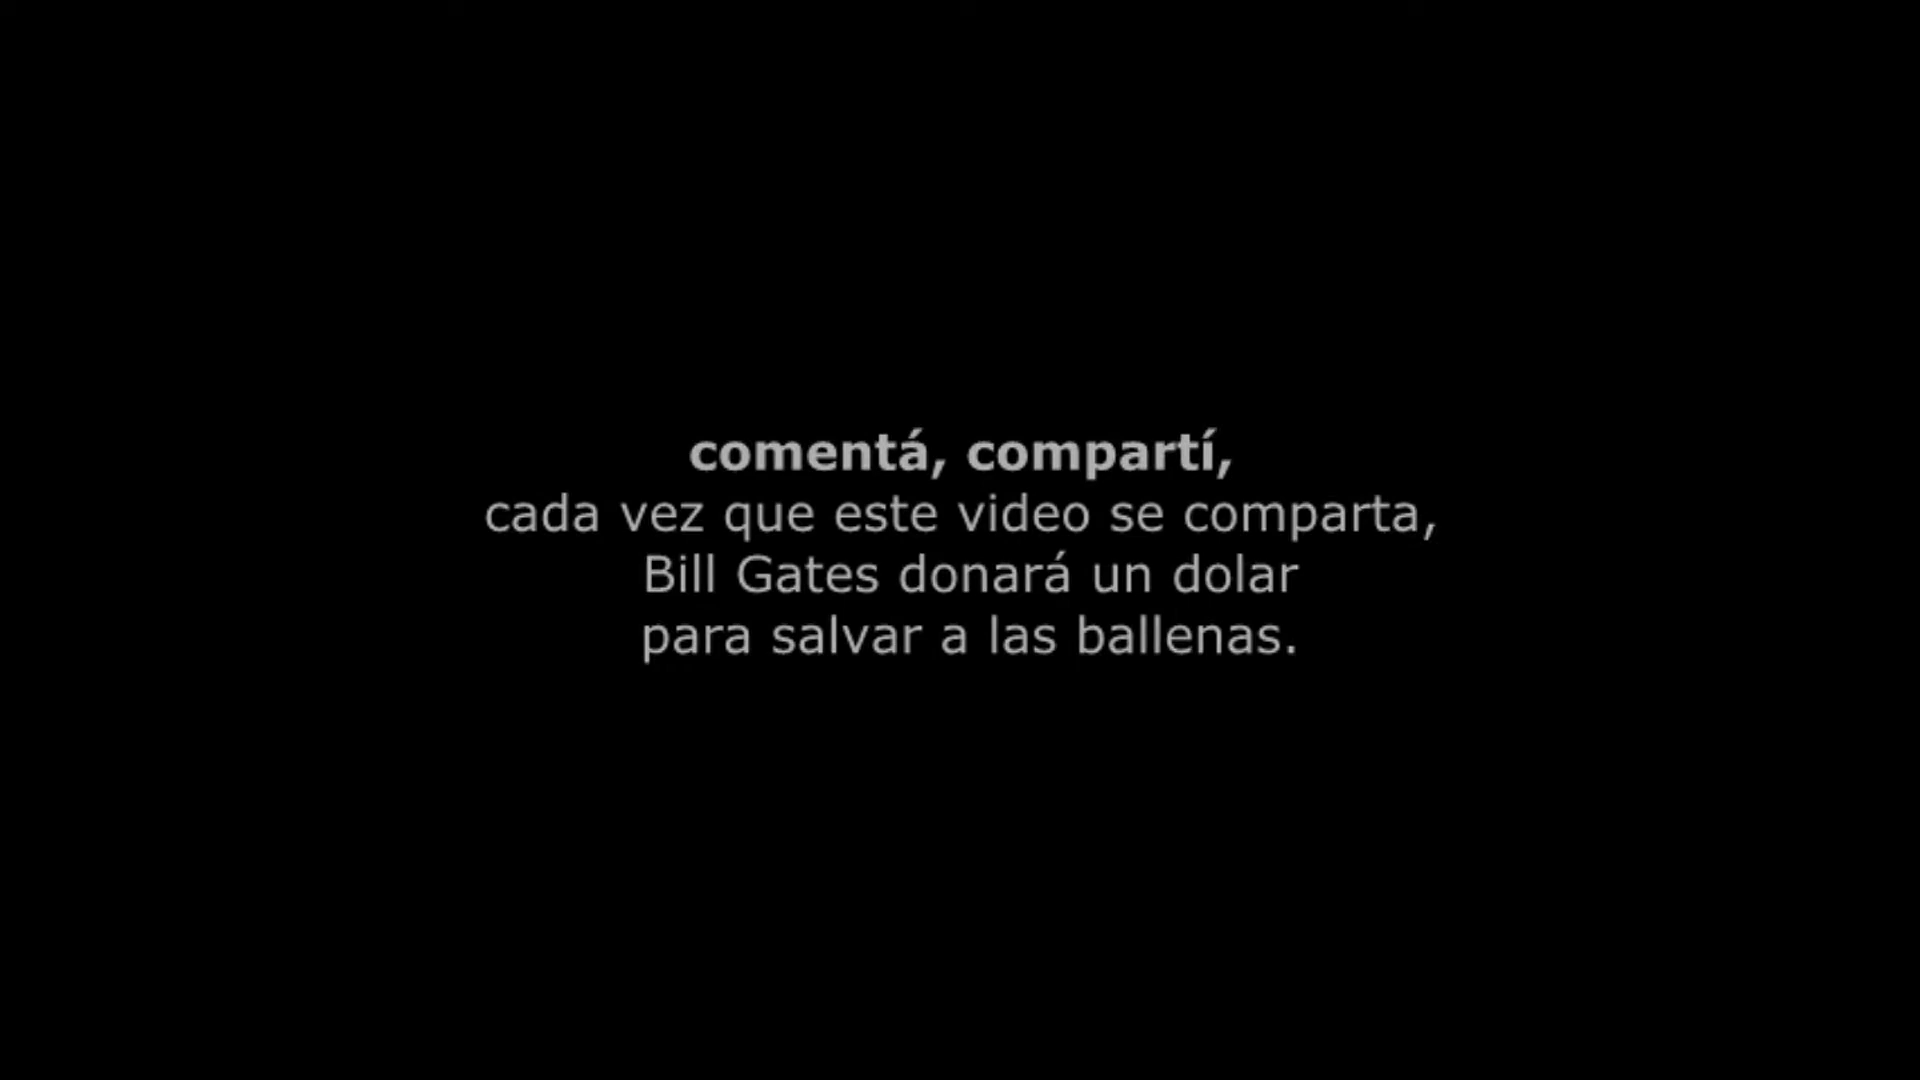 comentá, compartí,
cada vez que este video se comparta,
Bill Gates donará un dolar
para salvar a las ballenas.